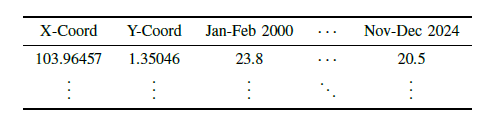 X-Coord Y-Coord Jan-Feb 2000 ⋯ Nov-Dec 2024
103.96457 1.35046 23.8 ⋯ 20.5
⋮ ⋮ ⋮ ⋱ ⋮